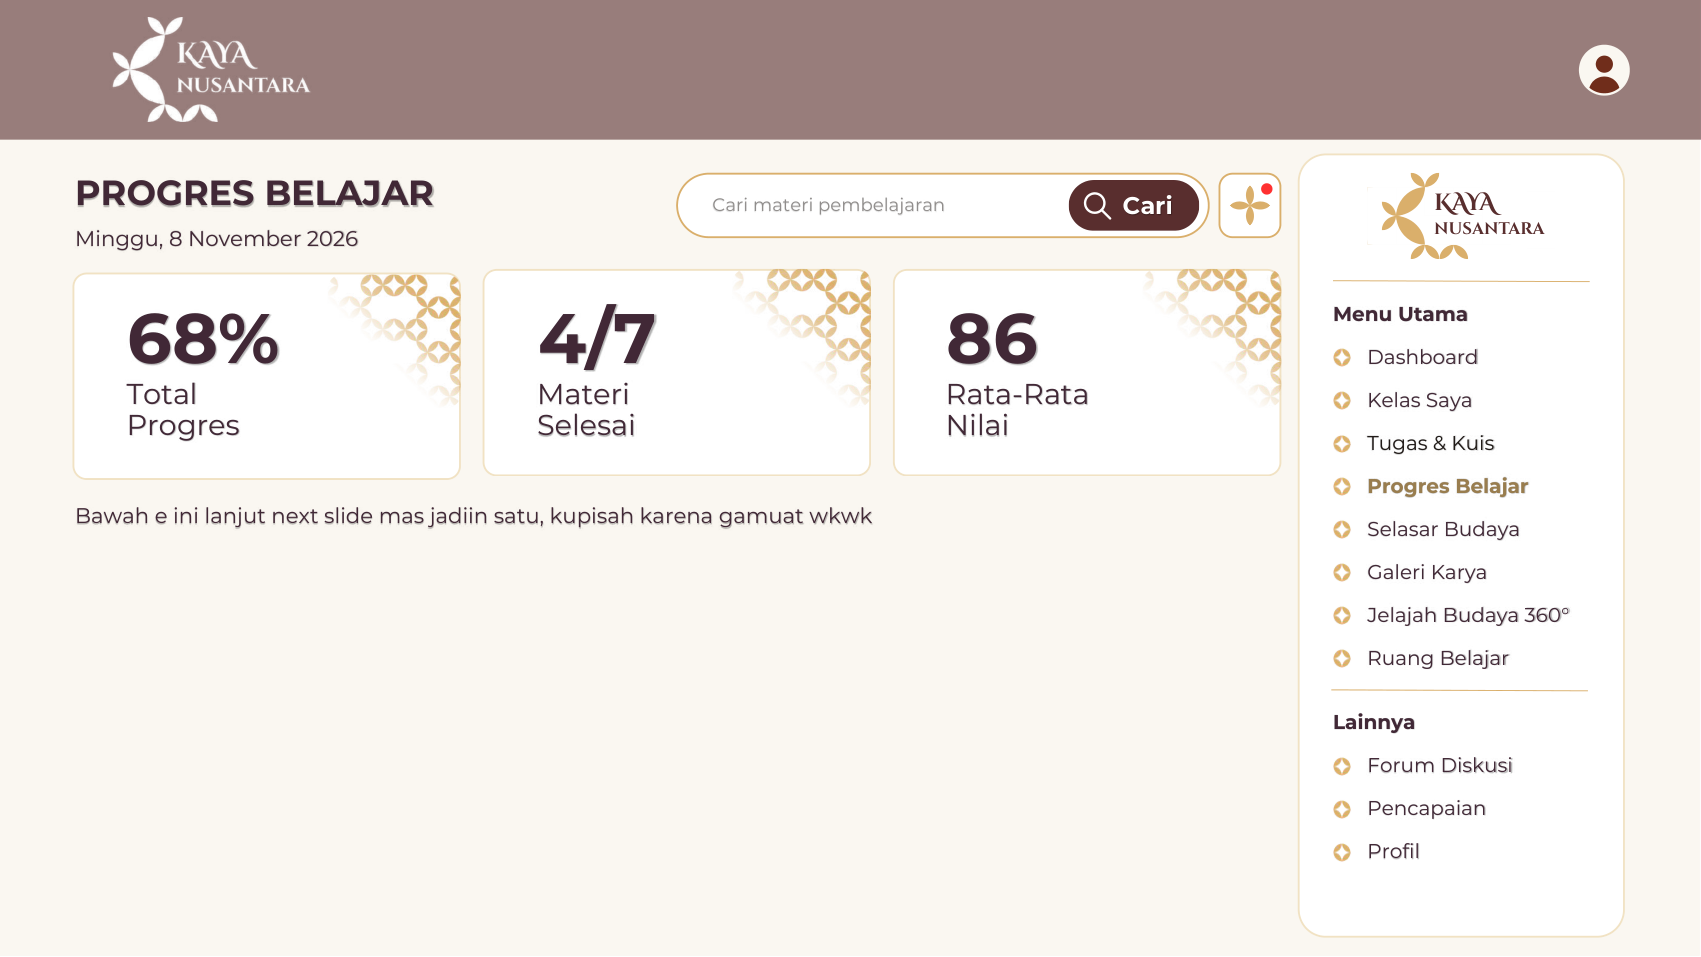 KAYA
NUSANTARA
PROGRES BELAJAR
Minggu, 8 November 2026
Cari materi pembelajaran
Cari
68%
Total
Progres
4/7
Materi
Selesai
86
Rata-Rata
Nilai
Bawah e ini lanjut next slide mas jadiin satu, kupisah karena gamuat wkwk
KAYA
NUSANTARA
Menu Utama
Dashboard
Kelas Saya
Tugas & Kuis
Progres Belajar
Selasar Budaya
Galeri Karya
Jelajah Budaya 360°
Ruang Belajar
Lainnya
Forum Diskusi
Pencapaian
Profil